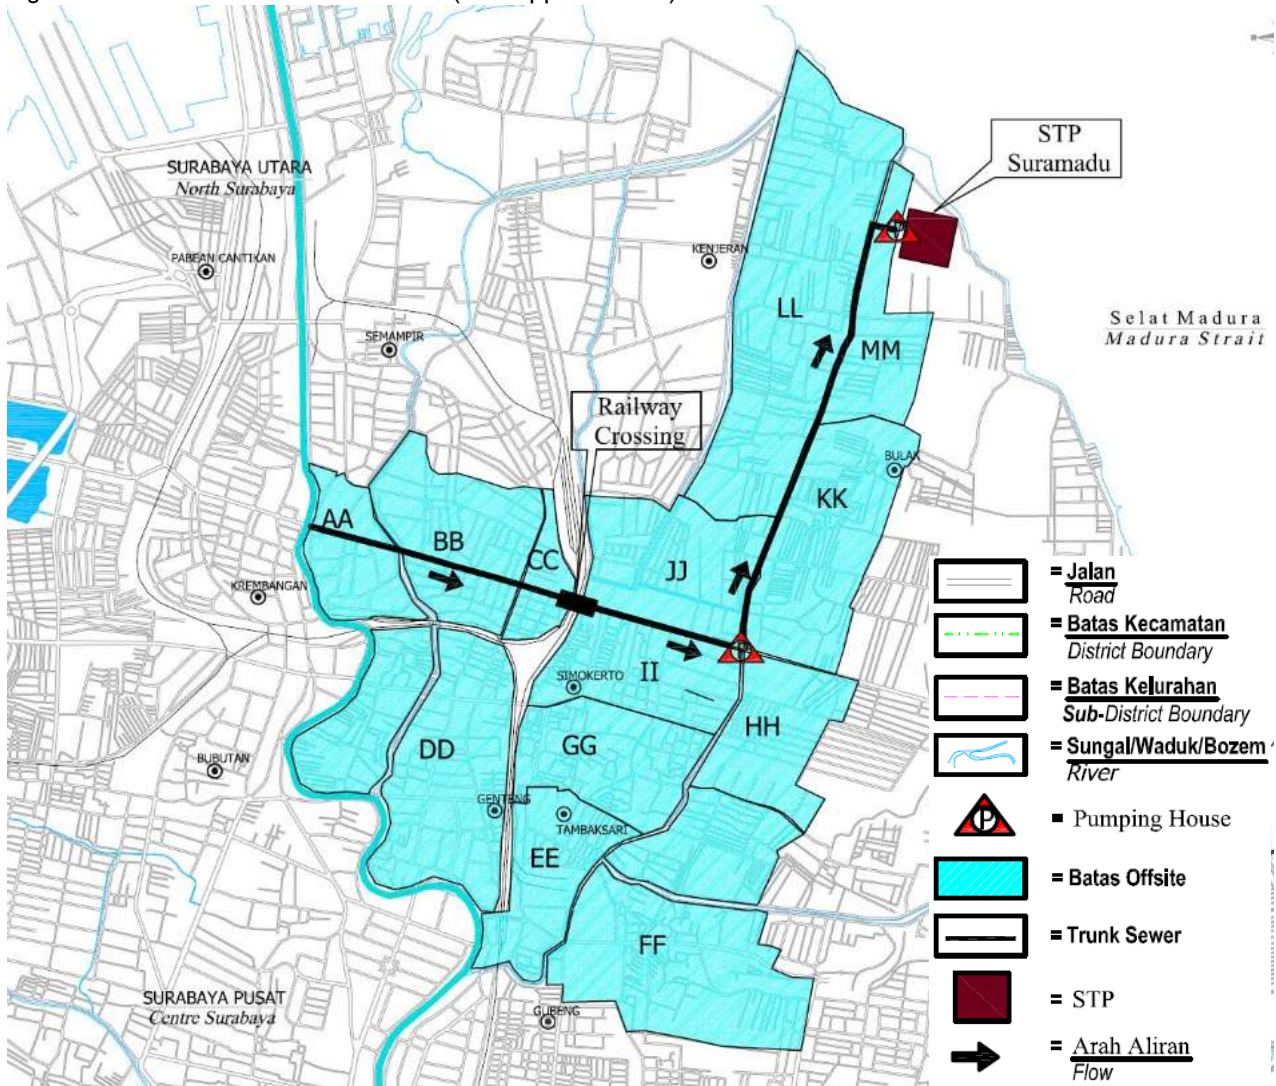 STP
Suramadu
SURABAYA UTARA
North Surabaya
PABEAN CANTIKAN
KENJERAN
LL
Selat Madura
Madura Strait
SEMAMPIR
MM
Railway
Crossing
BULAK
KK
AA
BB
CC
JJ
KREMBANGAN
P
P
SIMOKERTO
II
HH
GG
DD
BUBUTAN
GENTENG
TAMBAKSARI
EE
FF
SURABAYA PUSAT
Centre Surabaya
GUBENG
= Jalan
Road
= Batas Kecamatan
District Boundary
= Batas Kelurahan
Sub-District Boundary
= Sungal/Waduk/Bozem
River
P = Pumping House
= Batas Offsite
= Trunk Sewer
= STP
= Arah Aliran
Flow